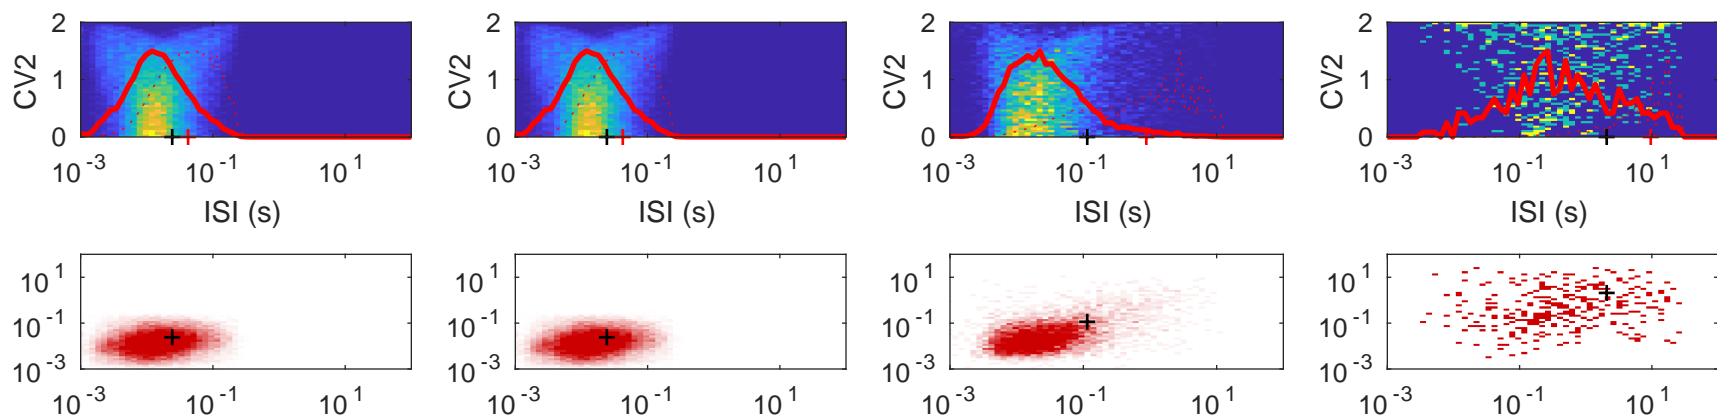 2 2 2 2
CV2 CV2 CV2 CV2
1 1 1 1
0 0 0 0
10^-3 10^-1 10^1 10^-3 10^-1 10^1 10^-3 10^-1 10^1 10^-3 10^-1 10^1
ISI (s) ISI (s) ISI (s) ISI (s)
10^1 10^1 10^1 10^1
10^-1 10^-1 10^-1 10^-1
10^-3 10^-3 10^-3 10^-3
10^-3 10^-1 10^1 10^-3 10^-1 10^1 10^-3 10^-1 10^1 10^-3 10^-1 10^1